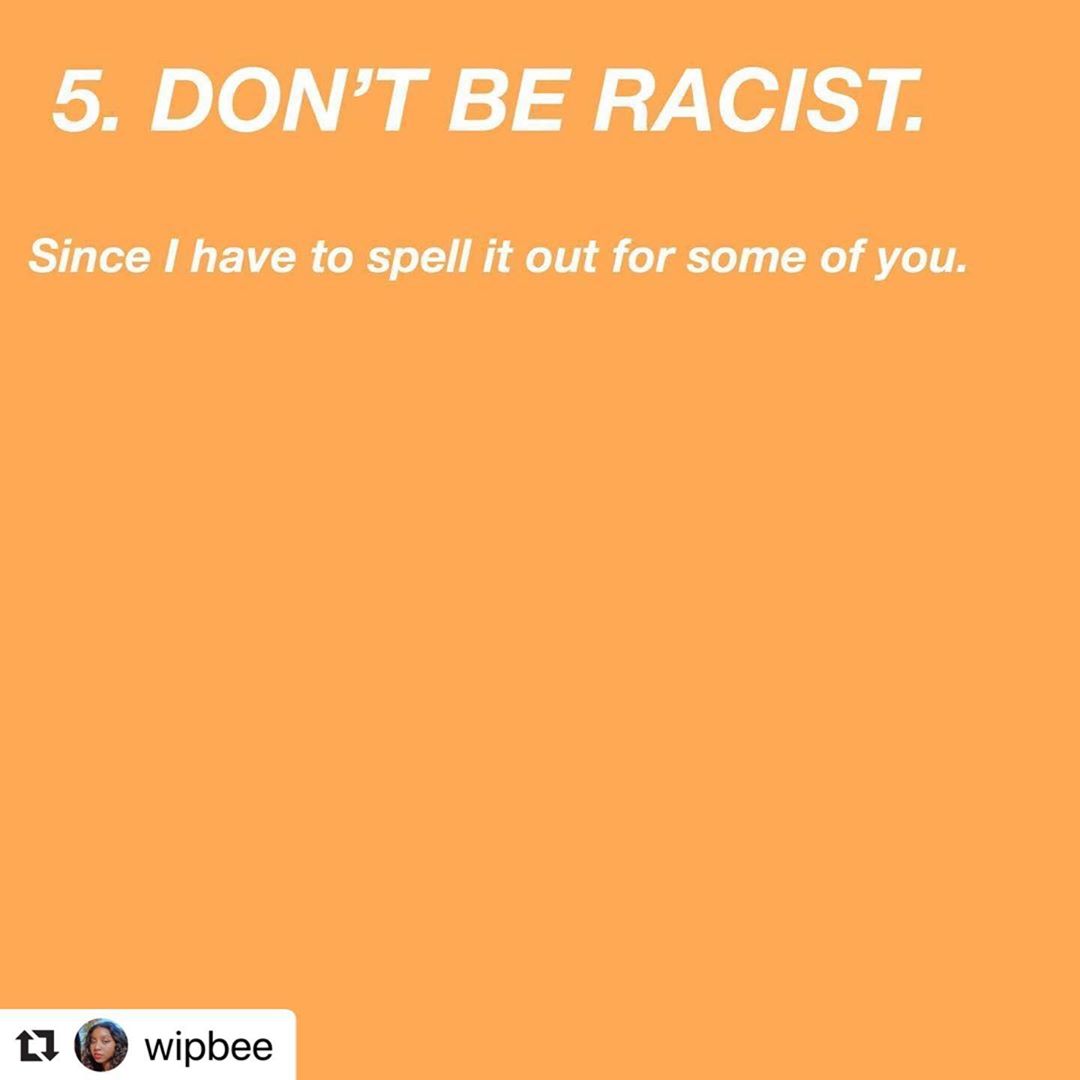 5. DON’T BE RACIST.
Since I have to spell it out for some of you.
wipbee